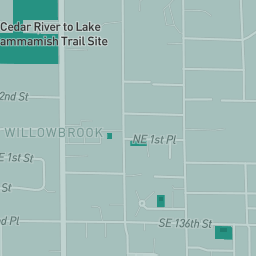 Cedar River to Lake
ammamish Trail Site
2nd St
WILLOWBROOK
NE 1st Pl
E 1st St
St
nd Pl
SE 136th St